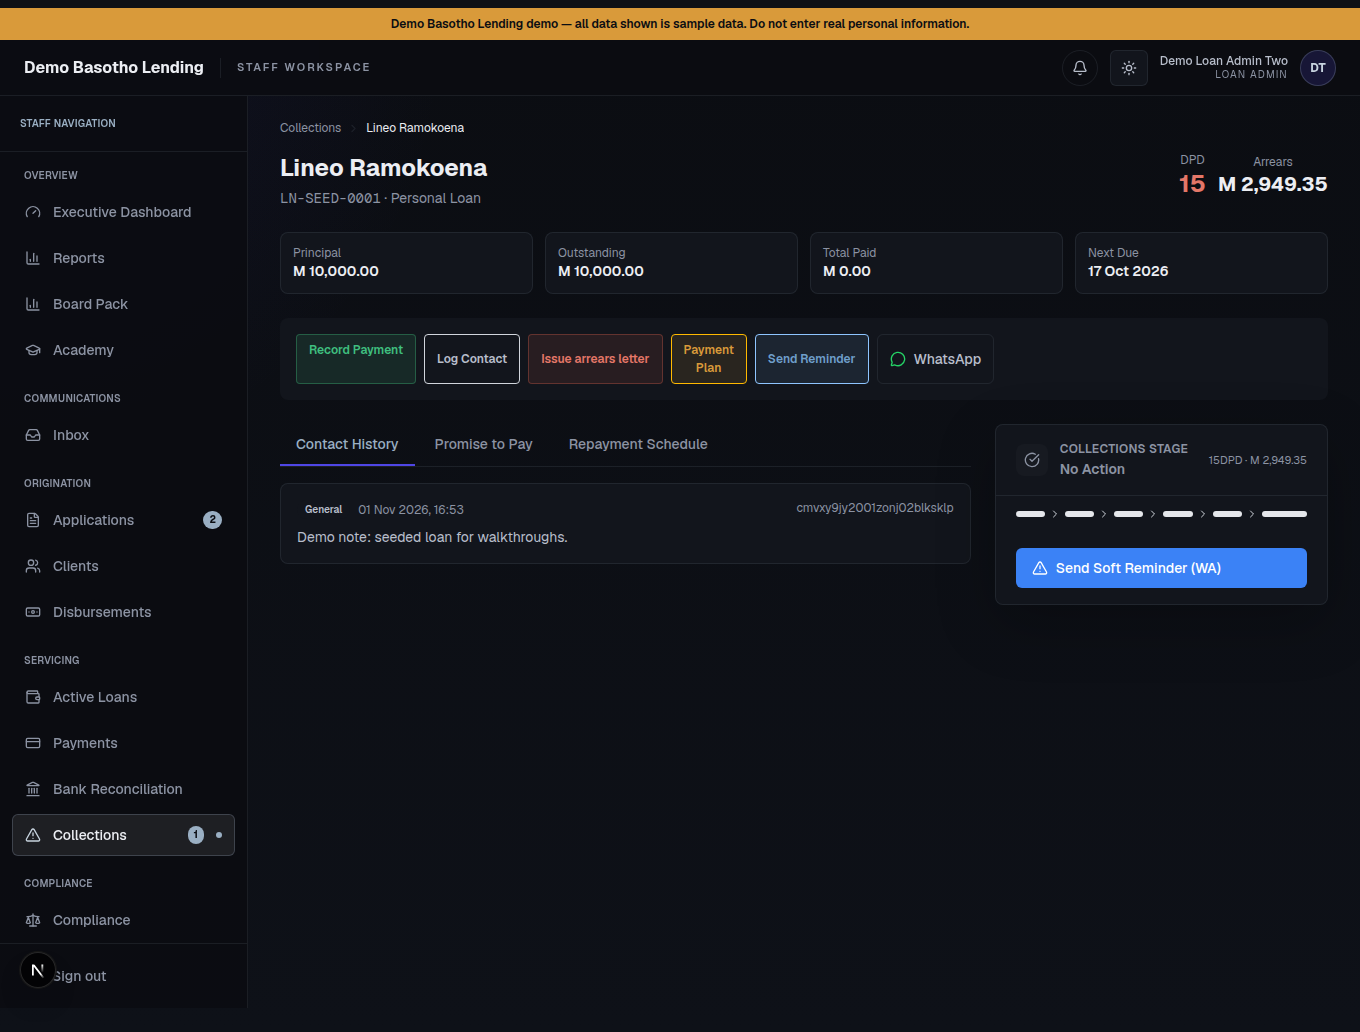 Demo Basotho Lending demo — all data shown is sample data. Do not enter real personal information.
Demo Basotho Lending
STAFF WORKSPACE
Demo Loan Admin Two
LOAN ADMIN
DT
STAFF NAVIGATION
OVERVIEW
Executive Dashboard
Reports
Board Pack
Academy
COMMUNICATIONS
Inbox
ORIGINATION
Applications 2
Clients
Disbursements
SERVICING
Active Loans
Payments
Bank Reconciliation
Collections 1
COMPLIANCE
Compliance
N
Sign out
Collections › Lineo Ramokoena
Lineo Ramokoena
LN-SEED-0001 · Personal Loan
DPD
15
Arrears
M 2,949.35
Principal
M 10,000.00
Outstanding
M 10,000.00
Total Paid
M 0.00
Next Due
17 Oct 2026
Record Payment
Log Contact
Issue arrears letter
Payment
Plan
Send Reminder
WhatsApp
Contact History
Promise to Pay
Repayment Schedule
General 01 Nov 2026, 16:53
cmvxy9jy2001zonj02blksklp
Demo note: seeded loan for walkthroughs.
COLLECTIONS STAGE
No Action
15DPD · M 2,949.35
Send Soft Reminder (WA)